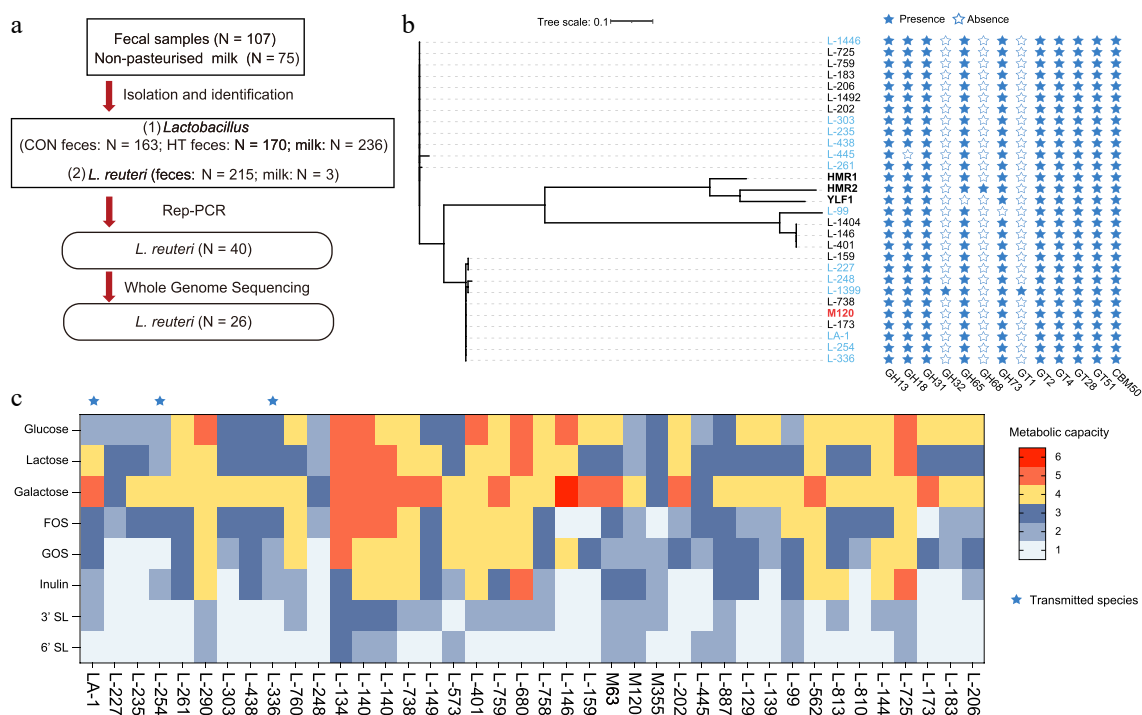 a
Fecal samples (N = 107)
Non-pasteurised milk (N = 75)
Isolation and identification
(1) Lactobacillus
(CON feces: N = 163; HT feces: N = 170; milk: N = 236)
(2) L. reuteri (feces: N = 215; milk: N = 3)
Rep-PCR
L. reuteri (N = 40)
Whole Genome Sequencing
L. reuteri (N = 26)
b
Tree scale: 0.1
★ Presence ☆ Absence
L-1446
L-725
L-759
L-183
L-206
L-1492
L-202
L-303
L-235
L-438
L-445
L-261
HMR1
HMR2
YLF1
L-99
L-1404
L-146
L-401
L-159
L-227
L-248
L-1399
L-738
M120
L-173
LA-1
L-254
L-336
GH13 GH18 GH31 GH32 GH65 GH68 GH73 GT1 GT2 GT4 GT28 GT51 CBM50
c
Glucose
Lactose
Galactose
FOS
GOS
Inulin
3' SL
6' SL
LA-1 L-227 L-235 L-254 L-261 L-290 L-303 L-438 L-336 L-760 L-248 L-134 L-140 L-140 L-738 L-149 L-573 L-401 L-759 L-680 L-758 L-146 L-159 M63 M120 M355 L-202 L-445 L-887 L-129 L-139 L-99 L-562 L-813 L-810 L-144 L-725 L-173 L-183 L-206
Metabolic capacity
6
5
4
3
2
1
★ Transmitted species